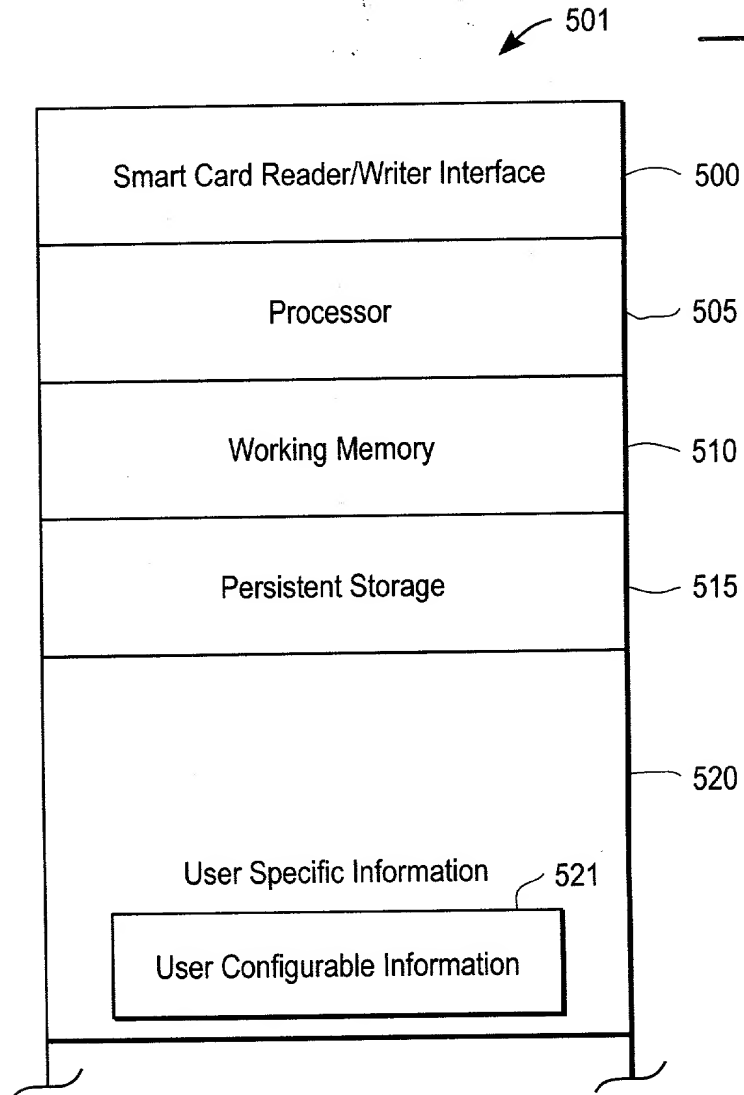 501
Smart Card Reader/Writer Interface
500
Processor
505
Working Memory
510
Persistent Storage
515
520
User Specific Information
521
User Configurable Information